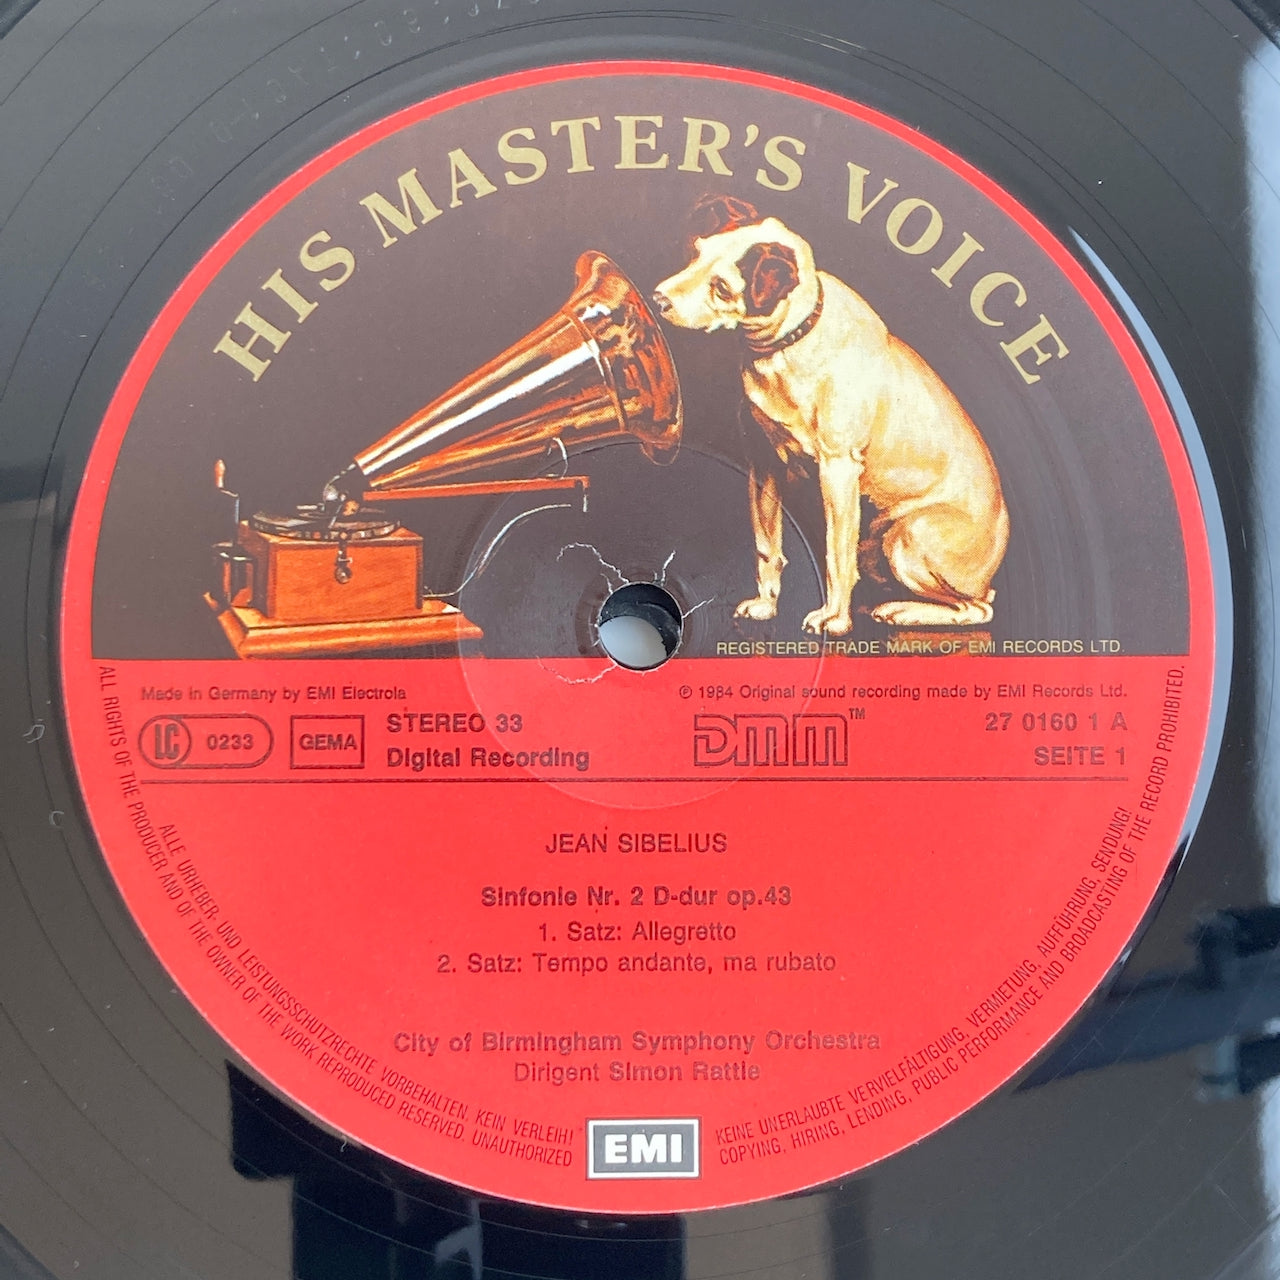 HIS MASTER'S VOICE
REGISTERED TRADE MARK OF EMI RECORDS LTD.
Made in Germany by EMI Electrola
℗ 1984 Original sound recording made by EMI Records Ltd.
LC 0233
GEMA
STEREO 33
Digital Recording
DMM™
27 0160 1 A
SEITE 1
JEAN SIBELIUS
Sinfonie Nr. 2 D-dur op.43
1. Satz: Allegretto
2. Satz: Tempo andante, ma rubato
City of Birmingham Symphony Orchestra
Dirigent Simon Rattle
ALLE URHEBER- UND LEISTUNGSSCHUTZRECHTE VORBEHALTEN. KEIN VERLEIH!
KEINE UNERLAUBTE VERVIELFÄLTIGUNG, VERMIETUNG, AUFFÜHRUNG, SENDUNG!
ALL RIGHTS OF THE PRODUCER AND OF THE OWNER OF THE WORK REPRODUCED RESERVED. UNAUTHORIZED
COPYING, HIRING, LENDING, PUBLIC PERFORMANCE AND BROADCASTING OF THE RECORD PROHIBITED.
EMI